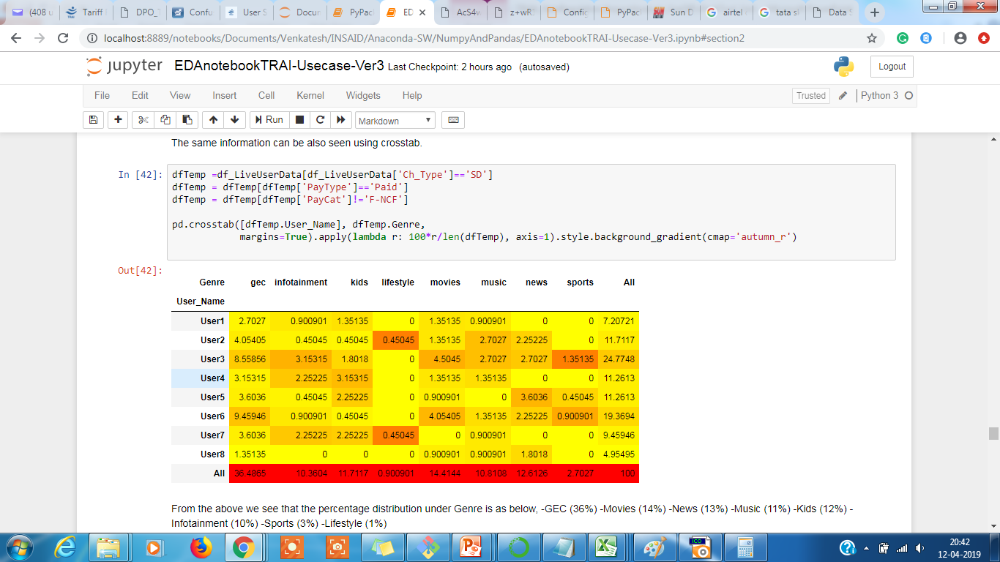 (408 u Tariff DPO_T Confu User S Docur PyPac ED AcS4w z+wR Config PyPac Sun D airtel tata sl Data S
localhost:8889/notebooks/Documents/Venkatesh/INSAID/Anaconda-SW/NumpyAndPandas/EDAnotebookTRAI-Usecase-Ver3.ipynb#section2
jupyter EDAnotebookTRAI-Usecase-Ver3 Last Checkpoint: 2 hours ago (autosaved) Logout
File Edit View Insert Cell Kernel Widgets Help Trusted Python 3
Run Markdown
The same information can be also seen using crosstab.
In [42]: dfTemp =df_LiveUserData[df_LiveUserData['Ch_Type']=='SD']
dfTemp = dfTemp[dfTemp['PayType']=='Paid']
dfTemp = dfTemp[dfTemp['PayCat']!='F-NCF']
pd.crosstab([dfTemp.User_Name], dfTemp.Genre,
margins=True).apply(lambda r: 100*r/len(dfTemp), axis=1).style.background_gradient(cmap='autumn_r')
Out[42]:
Genre gec infotainment kids lifestyle movies music news sports All
User_Name
User1 2.7027 0.900901 1.35135 0 1.35135 0.900901 0 0 7.20721
User2 4.05405 0.45045 0.45045 0.45045 1.35135 2.7027 2.25225 0 11.7117
User3 8.55856 3.15315 1.8018 0 4.5045 2.7027 2.7027 1.35135 24.7748
User4 3.15315 2.25225 3.15315 0 1.35135 1.35135 0 0 11.2613
User5 3.6036 0.45045 2.25225 0 0.900901 0 3.6036 0.45045 11.2613
User6 9.45946 0.900901 0.45045 0 4.05405 1.35135 2.25225 0.900901 19.3694
User7 3.6036 2.25225 2.25225 0.45045 0 0.900901 0 0 9.45946
User8 1.35135 0 0 0 0.900901 0.900901 1.8018 0 4.95495
All 36.4865 10.3604 11.7117 0.900901 14.4144 10.8108 12.6126 2.7027 100
From the above we see that the percentage distribution under Genre is as below, -GEC (36%) -Movies (14%) -News (13%) -Music (11%) -Kids (12%) -
Infotainment (10%) -Sports (3%) -Lifestyle (1%)
20:42
12-04-2019